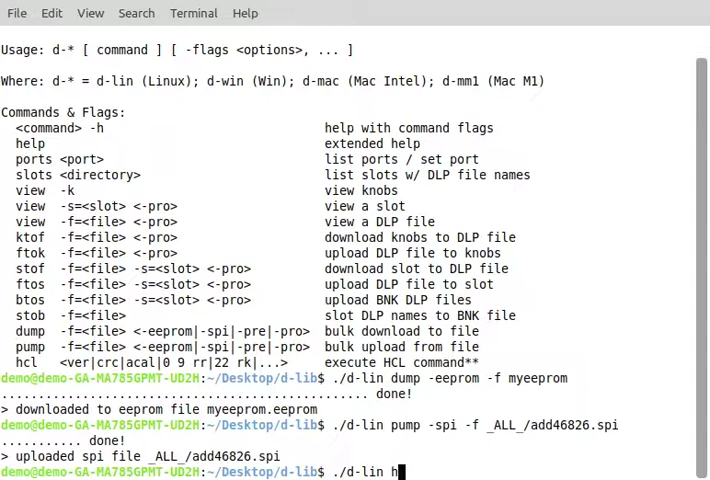 File Edit View Search Terminal Help
Usage: d-* [ command ] [ -flags <options>, ... ]
Where: d-* = d-lin (Linux); d-win (Win); d-mac (Mac Intel); d-mm1 (Mac M1)
Commands & Flags:
<command> -h help with command flags
help extended help
ports <port> list ports / set port
slots <directory> list slots w/ DLP file names
view -k view knobs
view -s=<slot> <-pro> view a slot
view -f=<file> <-pro> view a DLP file
ktof -f=<file> <-pro> download knobs to DLP file
ftok -f=<file> <-pro> upload DLP file to knobs
stof -f=<file> -s=<slot> <-pro> download slot to DLP file
ftos -f=<file> -s=<slot> <-pro> upload DLP file to slot
btos -f=<file> -s=<slot> <-pro> upload BNK DLP files
stob -f=<file> slot DLP names to BNK file
dump -f=<file> <-eeprom|-spi|-pre|-pro> bulk download to file
pump -f=<file> <-eeprom|-spi|-pre|-pro> bulk upload from file
hcl <ver|crc|acal|0 9 rr|22 rk|...> execute HCL command**
demo@demo-GA-MA785GPMT-UD2H:~/Desktop/d-lib$ ./d-lin dump -eeprom -f myeeprom
.................................................. done!
> downloaded to eeprom file myeeprom.eeprom
demo@demo-GA-MA785GPMT-UD2H:~/Desktop/d-lib$ ./d-lin pump -spi -f _ALL_/add46826.spi
........... done!
> uploaded spi file _ALL_/add46826.spi
demo@demo-GA-MA785GPMT-UD2H:~/Desktop/d-lib$ ./d-lin h